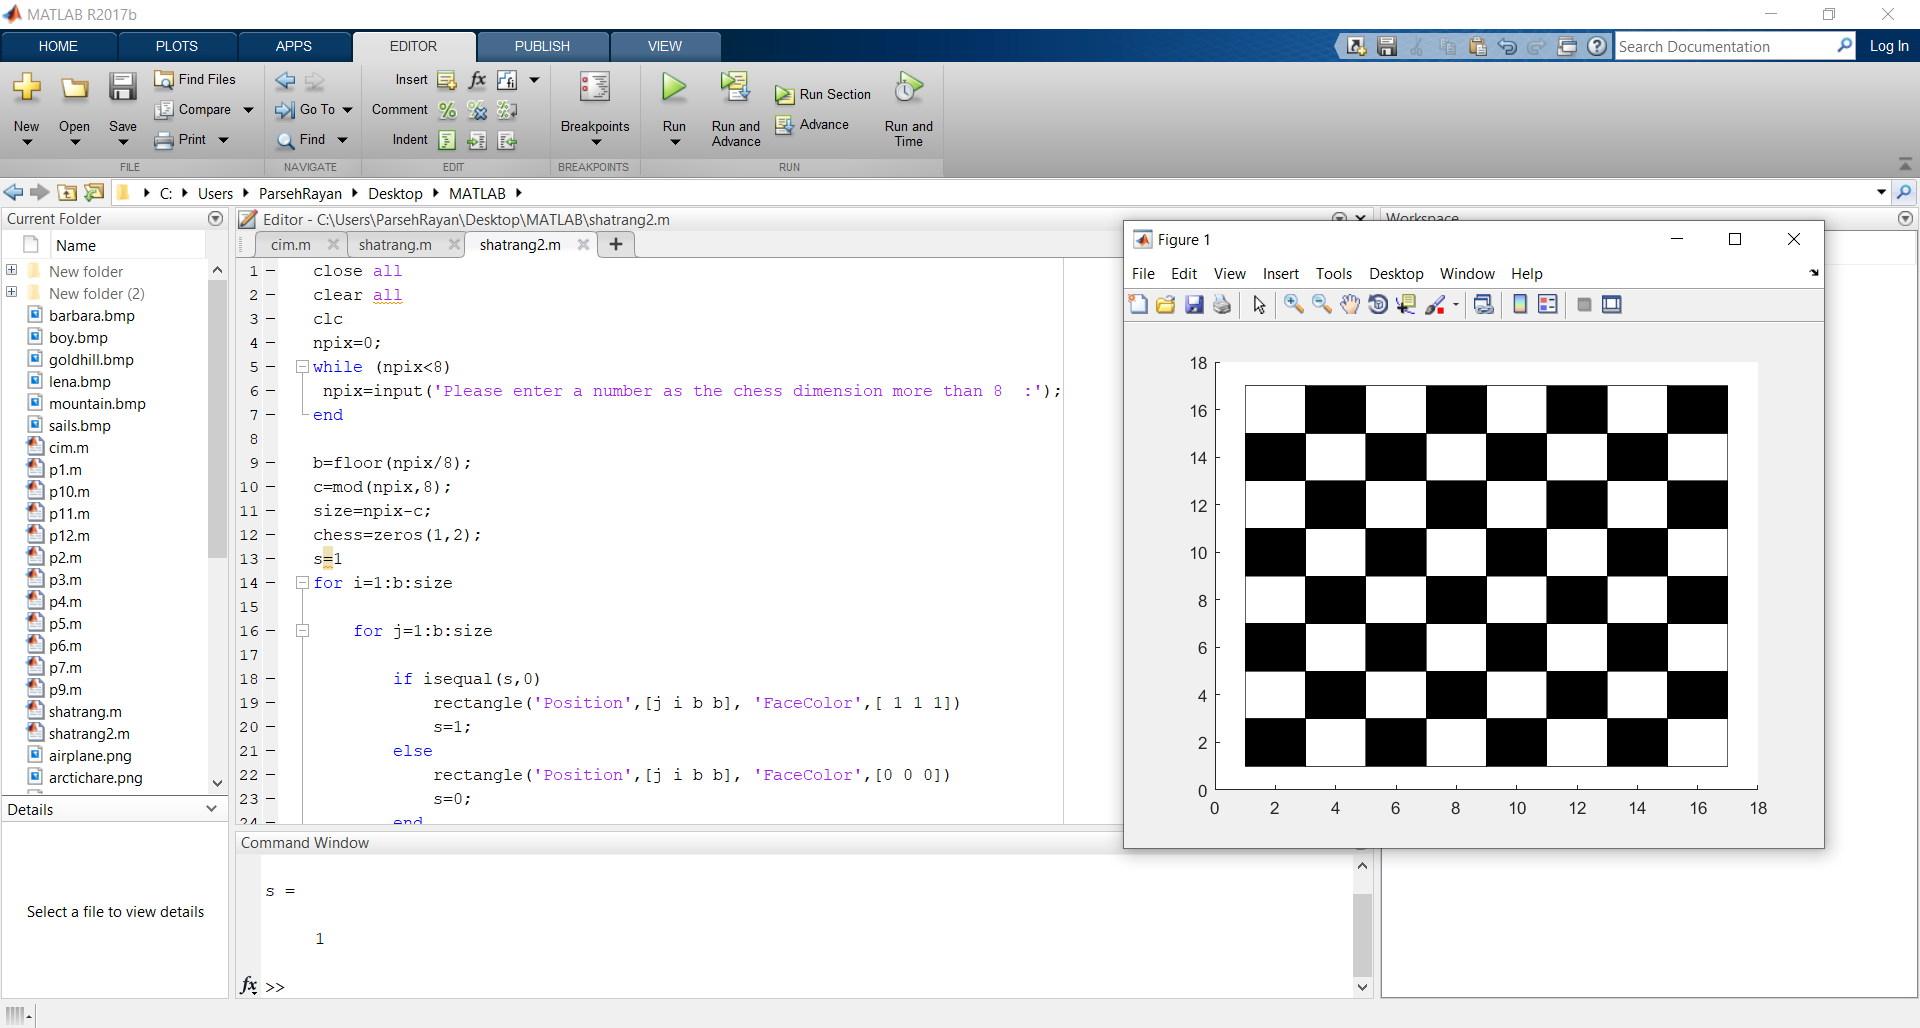 MATLAB R2017b
HOME PLOTS APPS EDITOR PUBLISH VIEW
Search Documentation
Log In
New
Open
Save
Find Files
Compare
Print
FILE
Go To
Find
NAVIGATE
Insert
Comment
Indent
EDIT
Breakpoints
BREAKPOINTS
Run
Run and
Advance
Run Section
Advance
Run and
Time
RUN
C: Users ParsehRayan Desktop MATLAB
Current Folder
Name
New folder
New folder (2)
barbara.bmp
boy.bmp
goldhill.bmp
lena.bmp
mountain.bmp
sails.bmp
cim.m
p1.m
p10.m
p11.m
p12.m
p2.m
p3.m
p4.m
p5.m
p6.m
p7.m
p9.m
shatrang.m
shatrang2.m
airplane.png
arctichare.png
Details
Select a file to view details
Editor - C:\Users\ParsehRayan\Desktop\MATLAB\shatrang2.m
cim.m shatrang.m shatrang2.m
1 – close all
2 – clear all
3 – clc
4 – npix=0;
5 – while (npix<8)
6 – npix=input('Please enter a number as the chess dimension more than 8  :');
7 – end
8
9 – b=floor(npix/8);
10 – c=mod(npix,8);
11 – size=npix-c;
12 – chess=zeros(1,2);
13 – s=1
14 – for i=1:b:size
15
16 – for j=1:b:size
17
18 – if isequal(s,0)
19 – rectangle('Position',[j i b b], 'FaceColor',[ 1 1 1])
20 – s=1;
21 – else
22 – rectangle('Position',[j i b b], 'FaceColor',[0 0 0])
23 – s=0;
24 – end
Command Window
s =
1
fx >>
Workspace
Figure 1
File Edit View Insert Tools Desktop Window Help
18
16
14
12
10
8
6
4
2
0
0 2 4 6 8 10 12 14 16 18